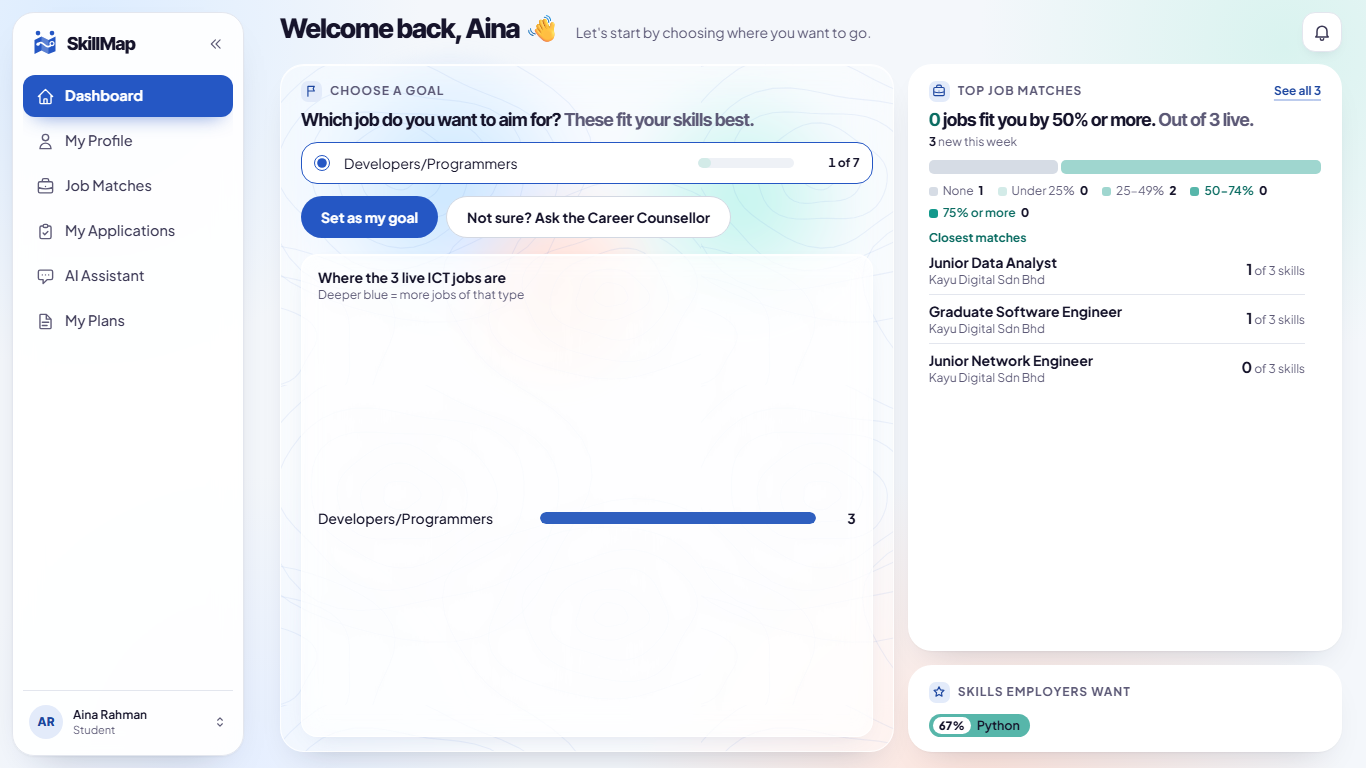 SkillMap
Dashboard
My Profile
Job Matches
My Applications
AI Assistant
My Plans
AR
Aina Rahman
Student
Welcome back, Aina 👋
Let's start by choosing where you want to go.
CHOOSE A GOAL
Which job do you want to aim for? These fit your skills best.
Developers/Programmers 1 of 7
Set as my goal
Not sure? Ask the Career Counsellor
Where the 3 live ICT jobs are
Deeper blue = more jobs of that type
Developers/Programmers 3
TOP JOB MATCHES
See all 3
0 jobs fit you by 50% or more. Out of 3 live.
3 new this week
None 1 Under 25% 0 25–49% 2 50–74% 0
75% or more 0
Closest matches
Junior Data Analyst
Kayu Digital Sdn Bhd
1 of 3 skills
Graduate Software Engineer
Kayu Digital Sdn Bhd
1 of 3 skills
Junior Network Engineer
Kayu Digital Sdn Bhd
0 of 3 skills
SKILLS EMPLOYERS WANT
67% Python